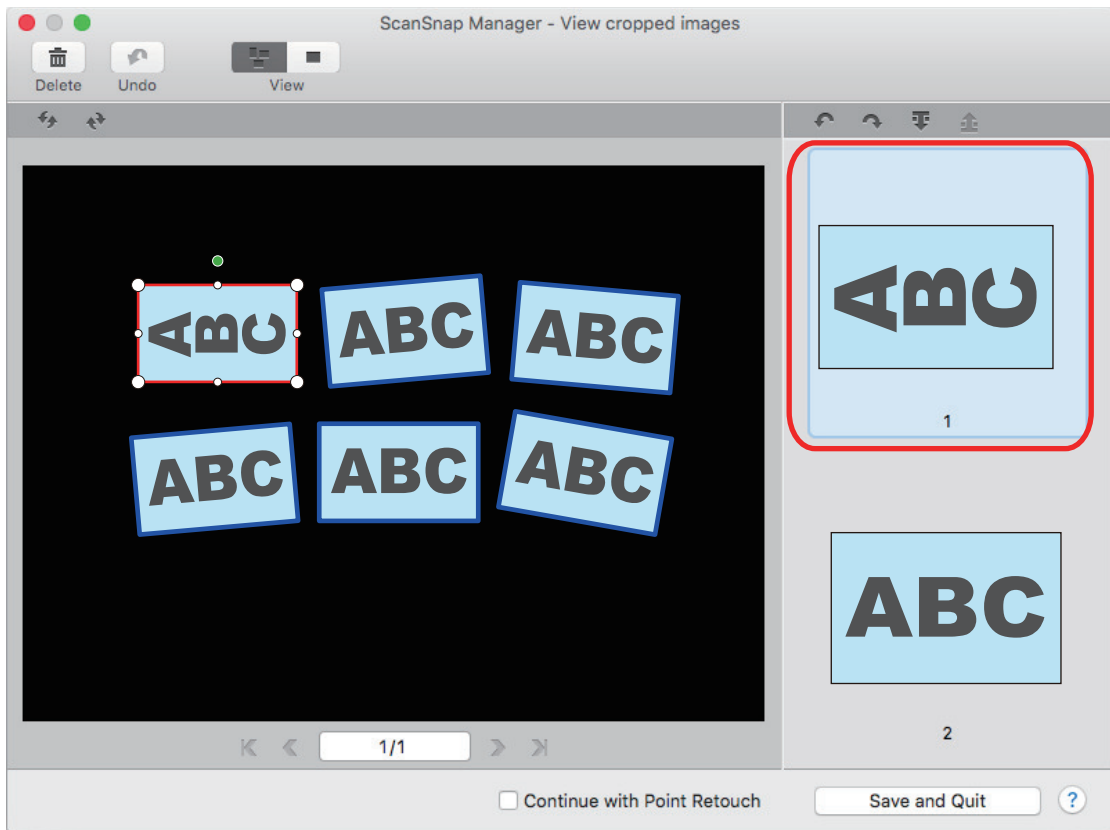 ScanSnap Manager - View cropped images
Delete Undo View
ABC ABC ABC
ABC ABC ABC
ABC
1
ABC
2
1/1
Continue with Point Retouch Save and Quit ?